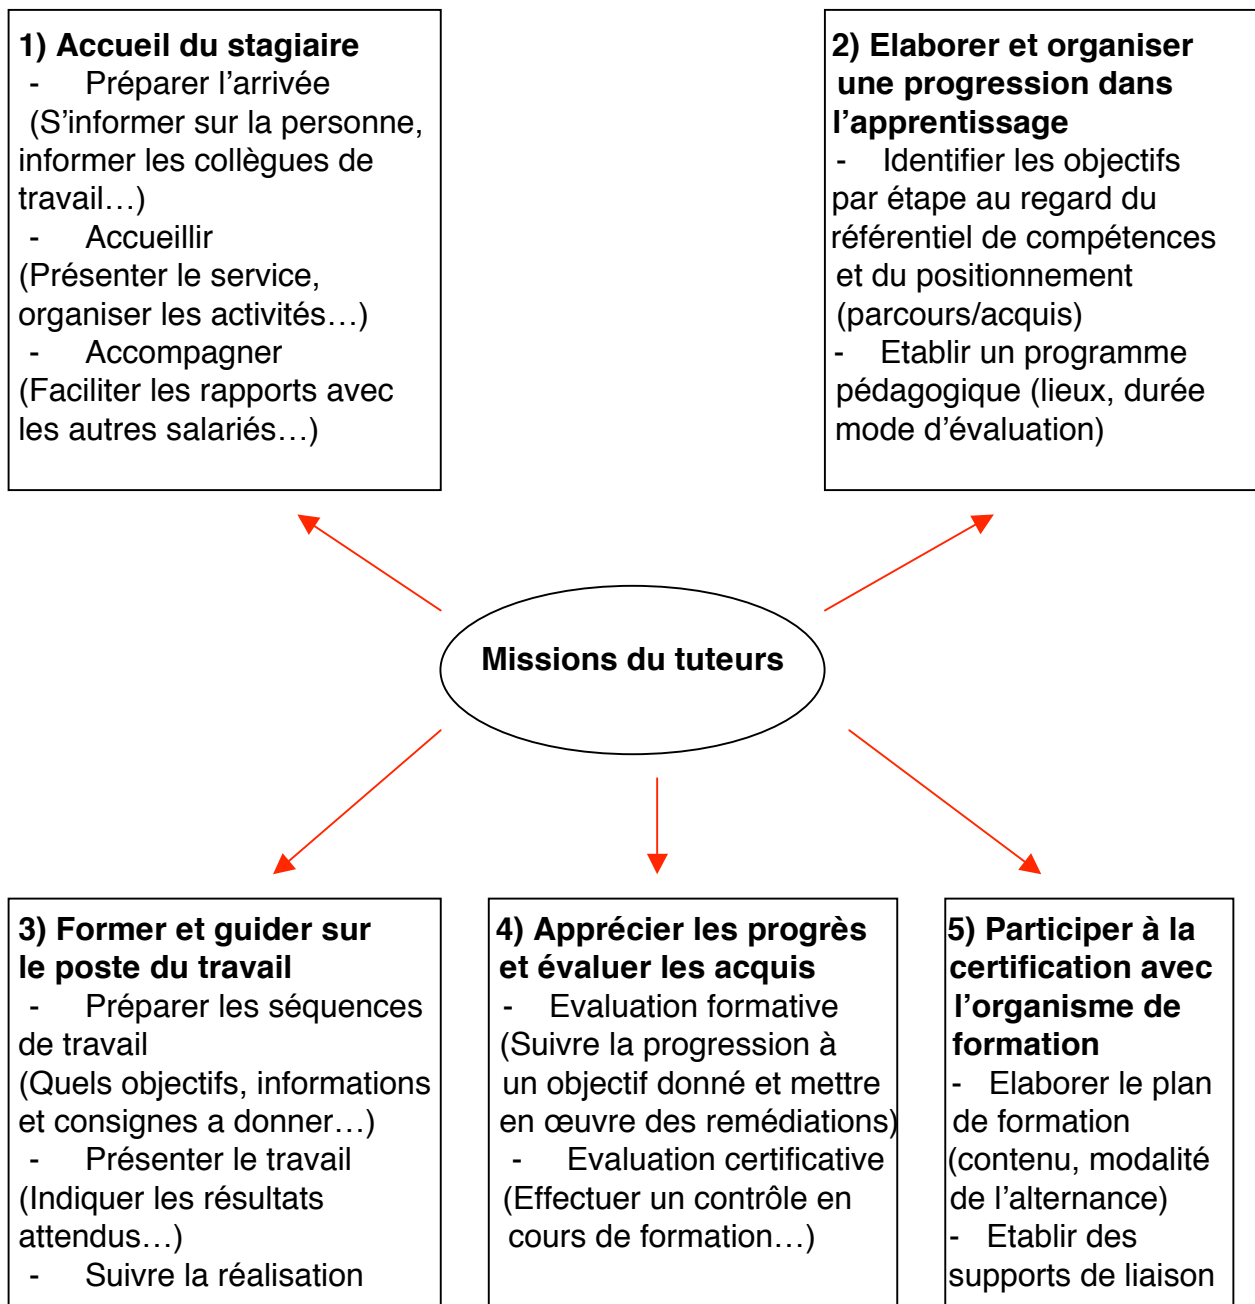 1) Accueil du stagiaire
- Préparer l’arrivée
(S’informer sur la personne,
informer les collègues de
travail…)
- Accueillir
(Présenter le service,
organiser les activités…)
- Accompagner
(Faciliter les rapports avec
les autres salariés…)
2) Elaborer et organiser
une progression dans
l’apprentissage
- Identifier les objectifs
par étape au regard du
référentiel de compétences
et du positionnement
(parcours/acquis)
- Etablir un programme
pédagogique (lieux, durée
mode d’évaluation)
Missions du tuteurs
3) Former et guider sur
le poste du travail
- Préparer les séquences
de travail
(Quels objectifs, informations
et consignes a donner…)
- Présenter le travail
(Indiquer les résultats
attendus…)
- Suivre la réalisation
4) Apprécier les progrès
et évaluer les acquis
- Evaluation formative
(Suivre la progression à
un objectif donné et mettre
en œuvre des remédiations)
- Evaluation certificative
(Effectuer un contrôle en
cours de formation…)
5) Participer à la
certification avec
l’organisme de
formation
- Elaborer le plan
de formation
(contenu, modalité
de l’alternance)
- Etablir des
supports de liaison